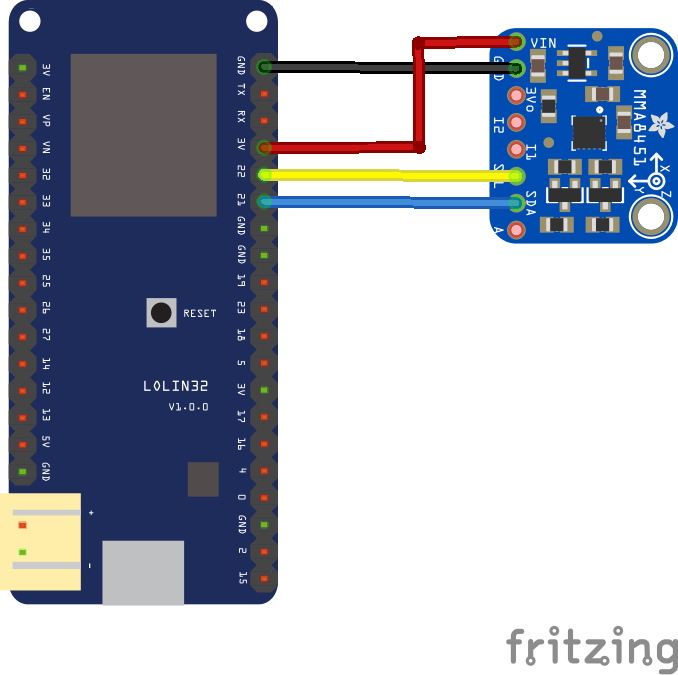 3V
EN
VP
VN
32
33
34
35
25
26
27
14
12
13
5V
GND
+
-
GND
TX
RX
3V
22
21
GND
GND
19
23
18
5
3V
17
16
4
0
GND
2
15
RESET
LOLIN32
V1.0.0
VIN
GND
3Vo
I2
I1
SDA
A
MMA8451
X
Y
Z
fritzing